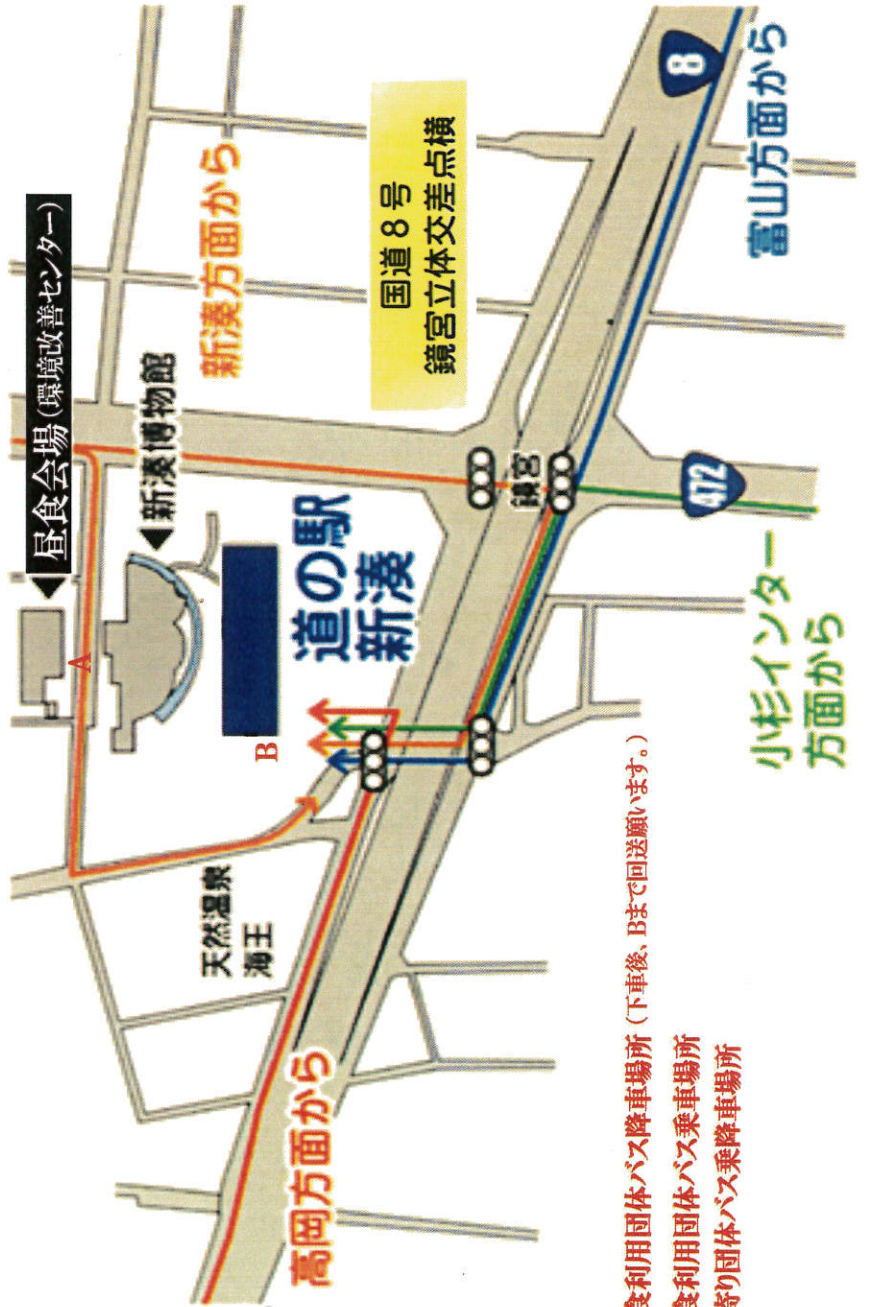 昼食会場(環境改善センター)
新湊博物館
新湊方面から
A
国道8号
鏡宮立体交差点横
道の駅
新湊
B
鏡宮
8
富山方面から
472
天然温泉
海王
高岡方面から
小杉インター
方面から
食利用団体バス降車場所(下車後、Bまで回送願います。)
食利用団体バス乗車場所
寄り団体バス乗降車場所